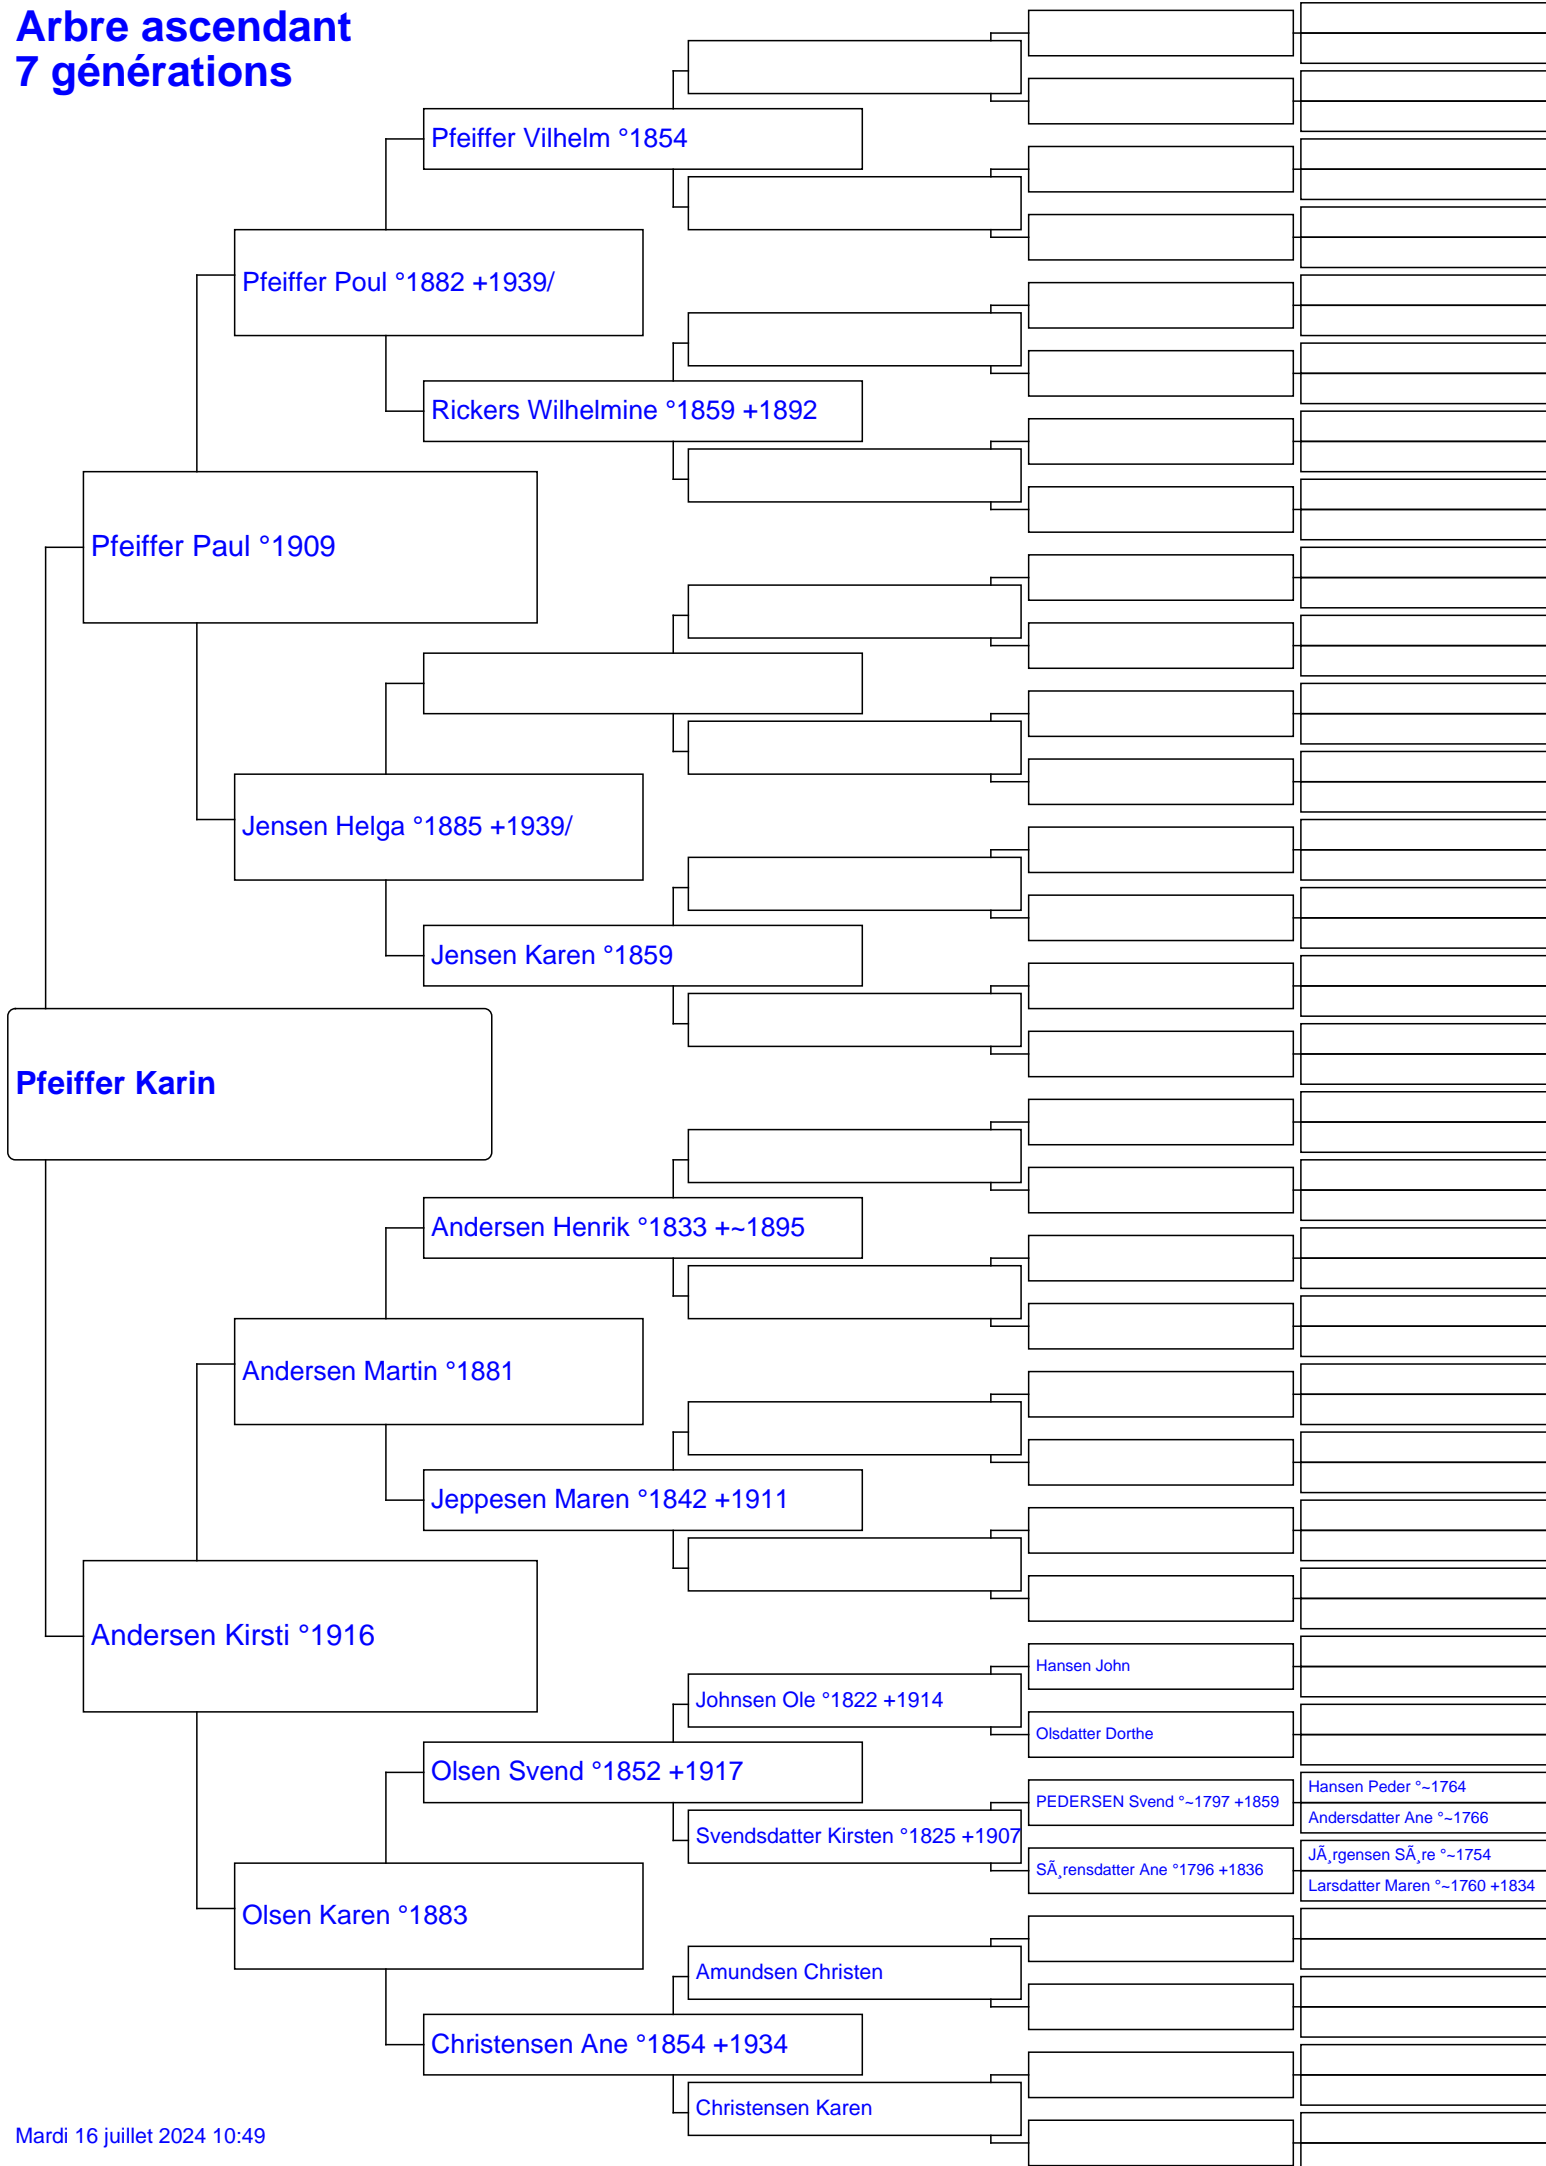 Arbre ascendant
7 générations
Pfeiffer Vilhelm °1854
Pfeiffer Poul °1882 +1939/
Rickers Wilhelmine °1859 +1892
Pfeiffer Paul °1909
Jensen Helga °1885 +1939/
Jensen Karen °1859
Pfeiffer Karin
Andersen Henrik °1833 +~1895
Andersen Martin °1881
Jeppesen Maren °1842 +1911
Andersen Kirsti °1916
Hansen John
Johnsen Ole °1822 +1914
Olsdatter Dorthe
Olsen Svend °1852 +1917
Hansen Peder °~1764
PEDERSEN Svend °~1797 +1859
Andersdatter Ane °~1766
Svendsdatter Kirsten °1825 +1907
JÃ¸rgensen SÃ¸re °~1754
SÃ¸rensdatter Ane °1796 +1836
Larsdatter Maren °~1760 +1834
Olsen Karen °1883
Amundsen Christen
Christensen Ane °1854 +1934
Christensen Karen
Mardi 16 juillet 2024 10:49